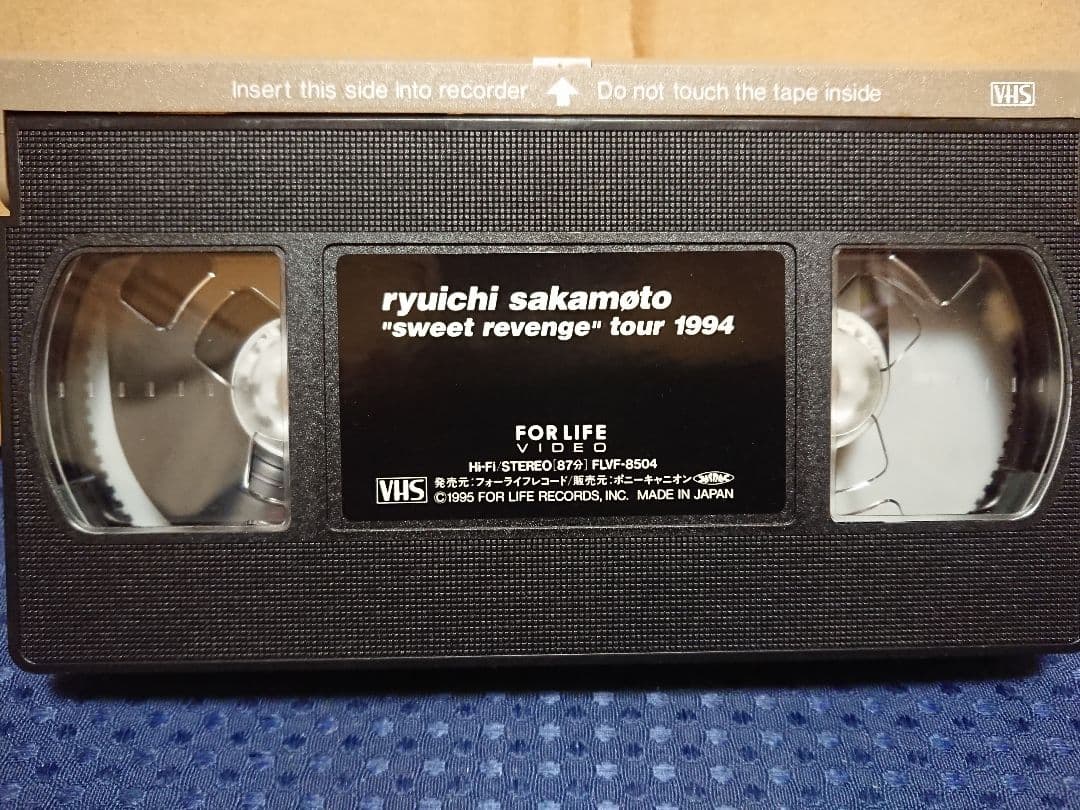 Insert this side into recorder Do not touch the tape inside VHS
ryuichi sakamøto
"sweet revenge" tour 1994
FOR LIFE
VIDEO
Hi-Fi/STEREO[87分] FLVF-8504
VHS 発売元:フォーライフレコード/販売元:ポニーキャニオン
©1995 FOR LIFE RECORDS, INC. MADE IN JAPAN